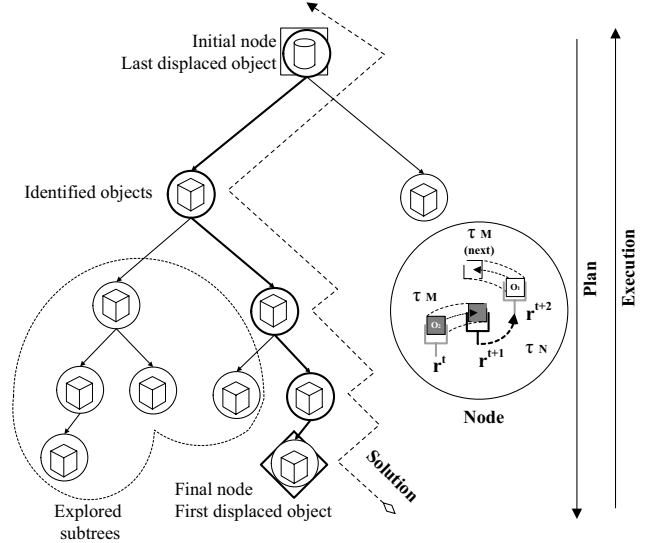 Initial node
Last displaced object
Identified objects
τ M
(next)
O₁
τ M
O₂
r^t+2
r^t
r^t+1
τ N
Node
Plan
Execution
Solution
Final node
First displaced object
Explored
subtrees